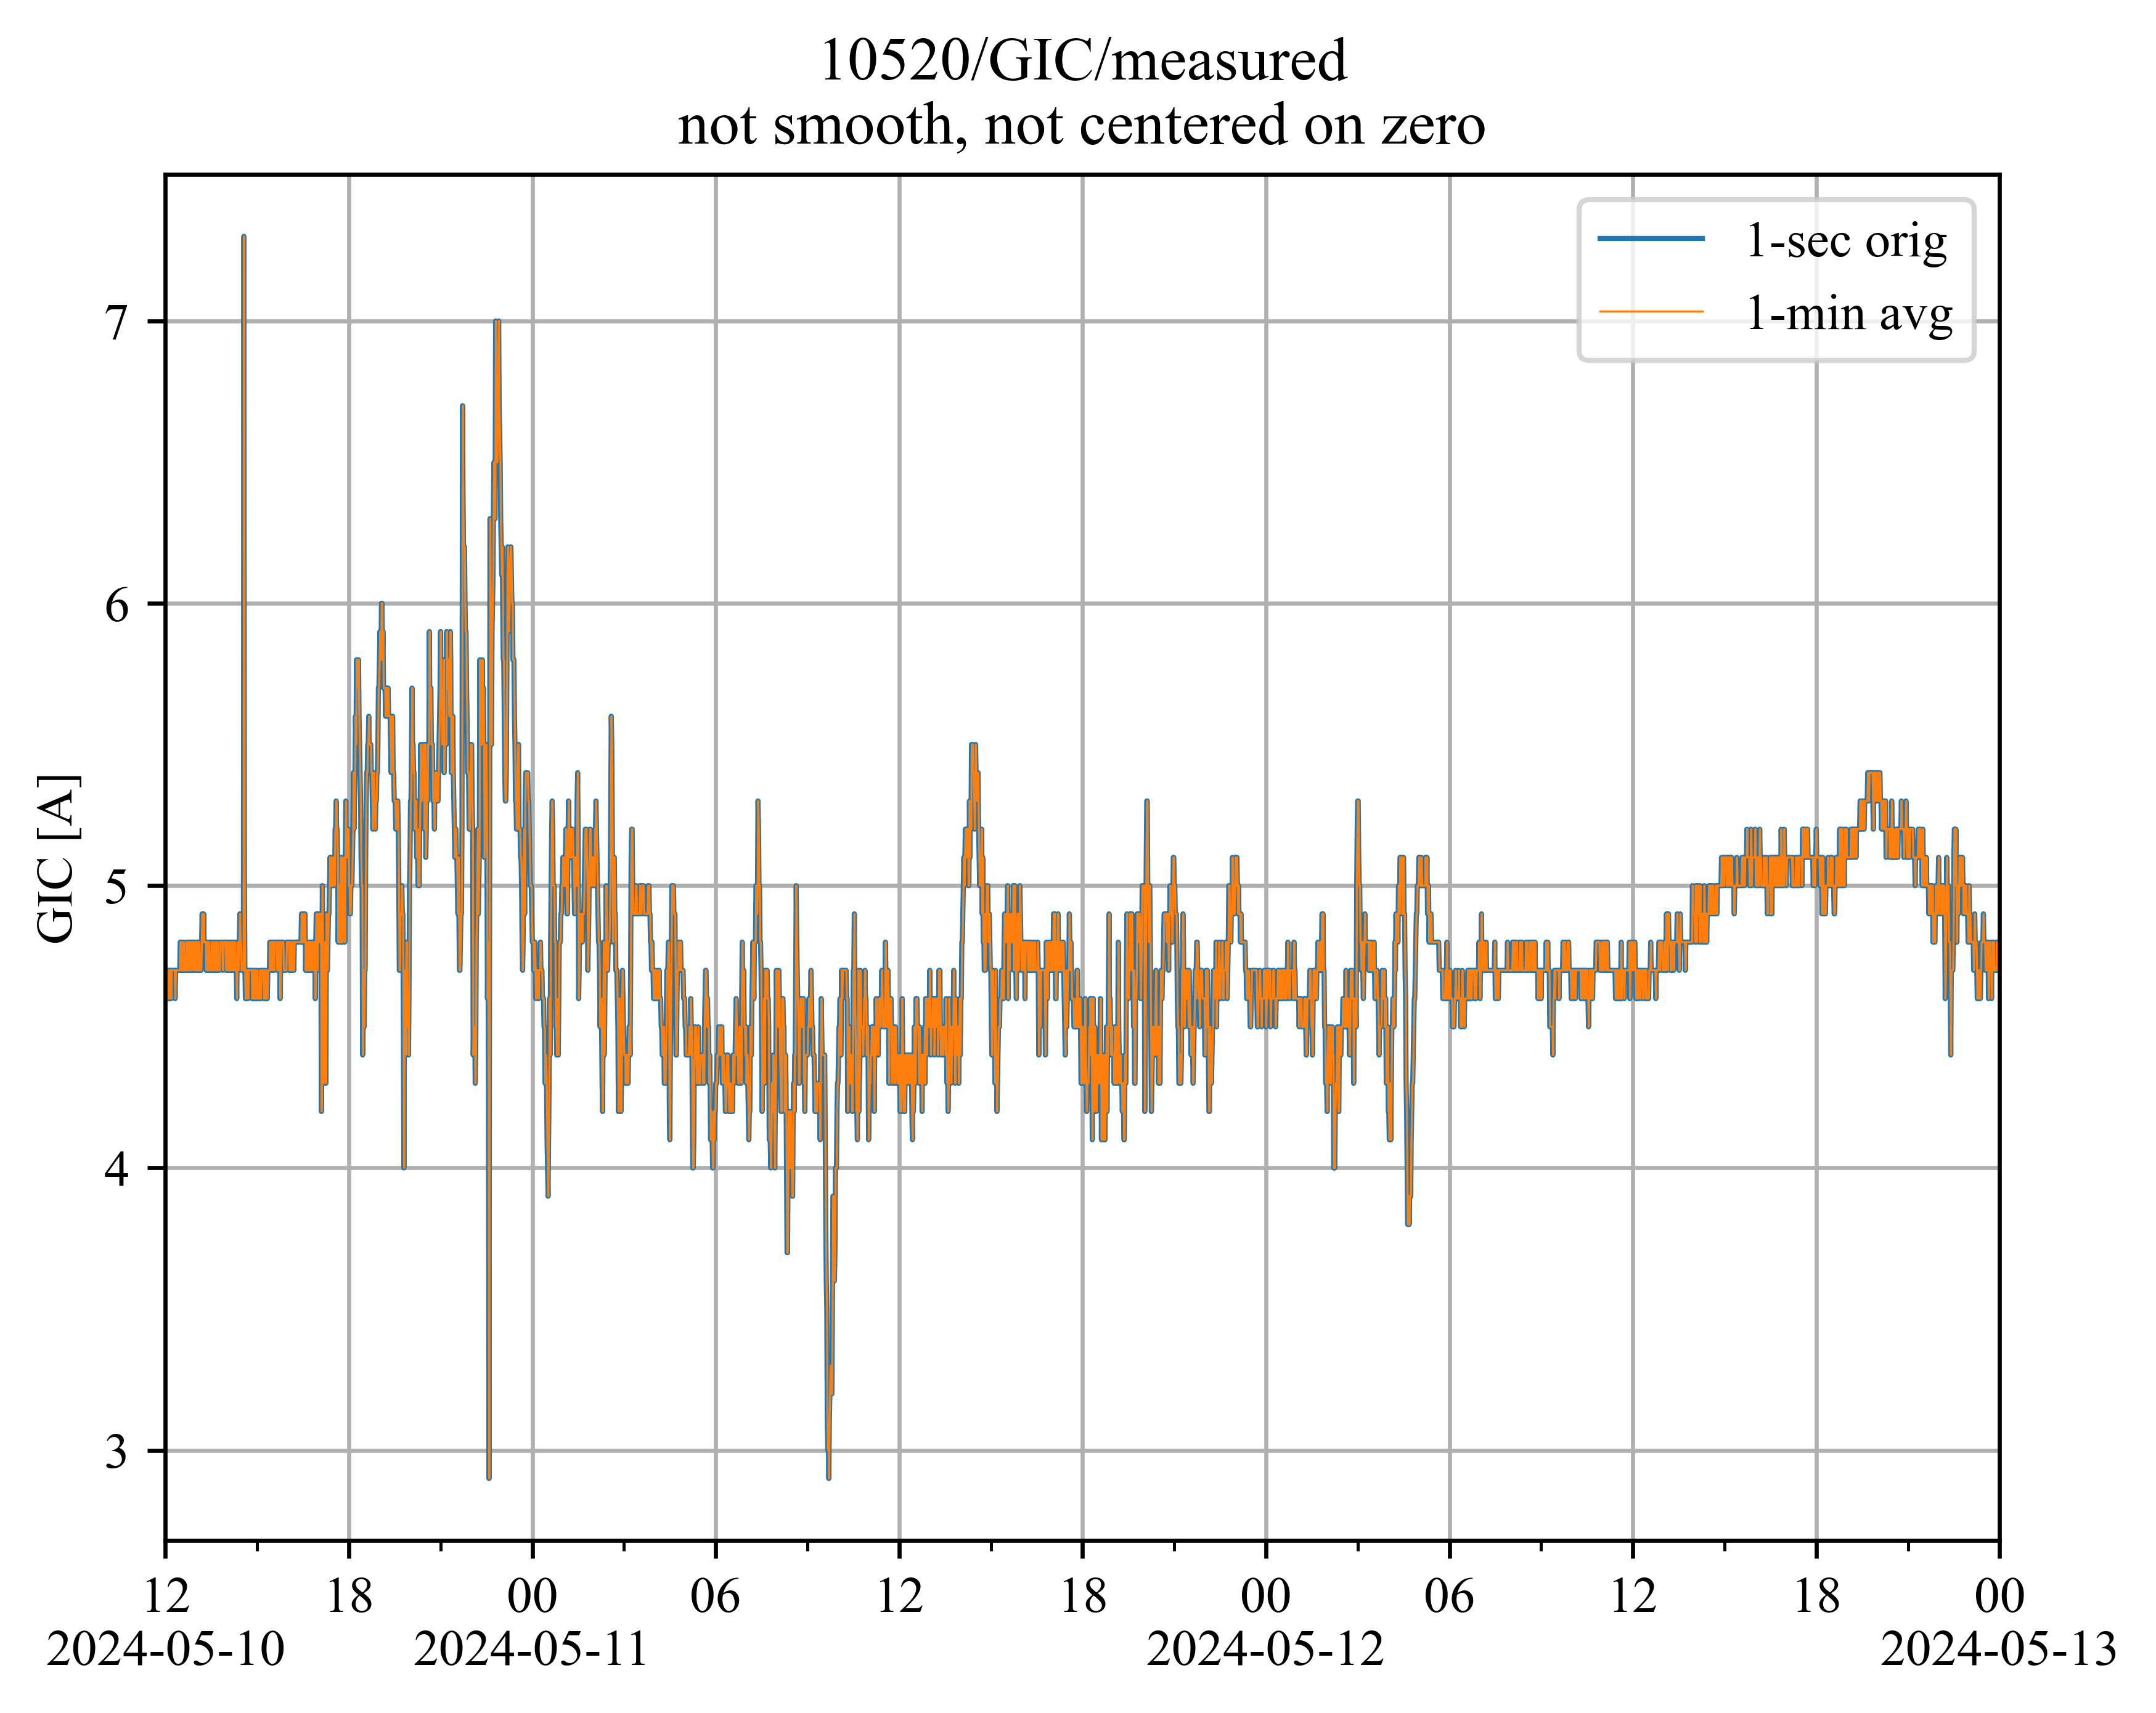 10520/GIC/measured
not smooth, not centered on zero
1-sec orig
1-min avg
GIC [A]
7
6
5
4
3
12 18 00 06 12 18 00 06 12 18 00
2024-05-10 2024-05-11 2024-05-12 2024-05-13